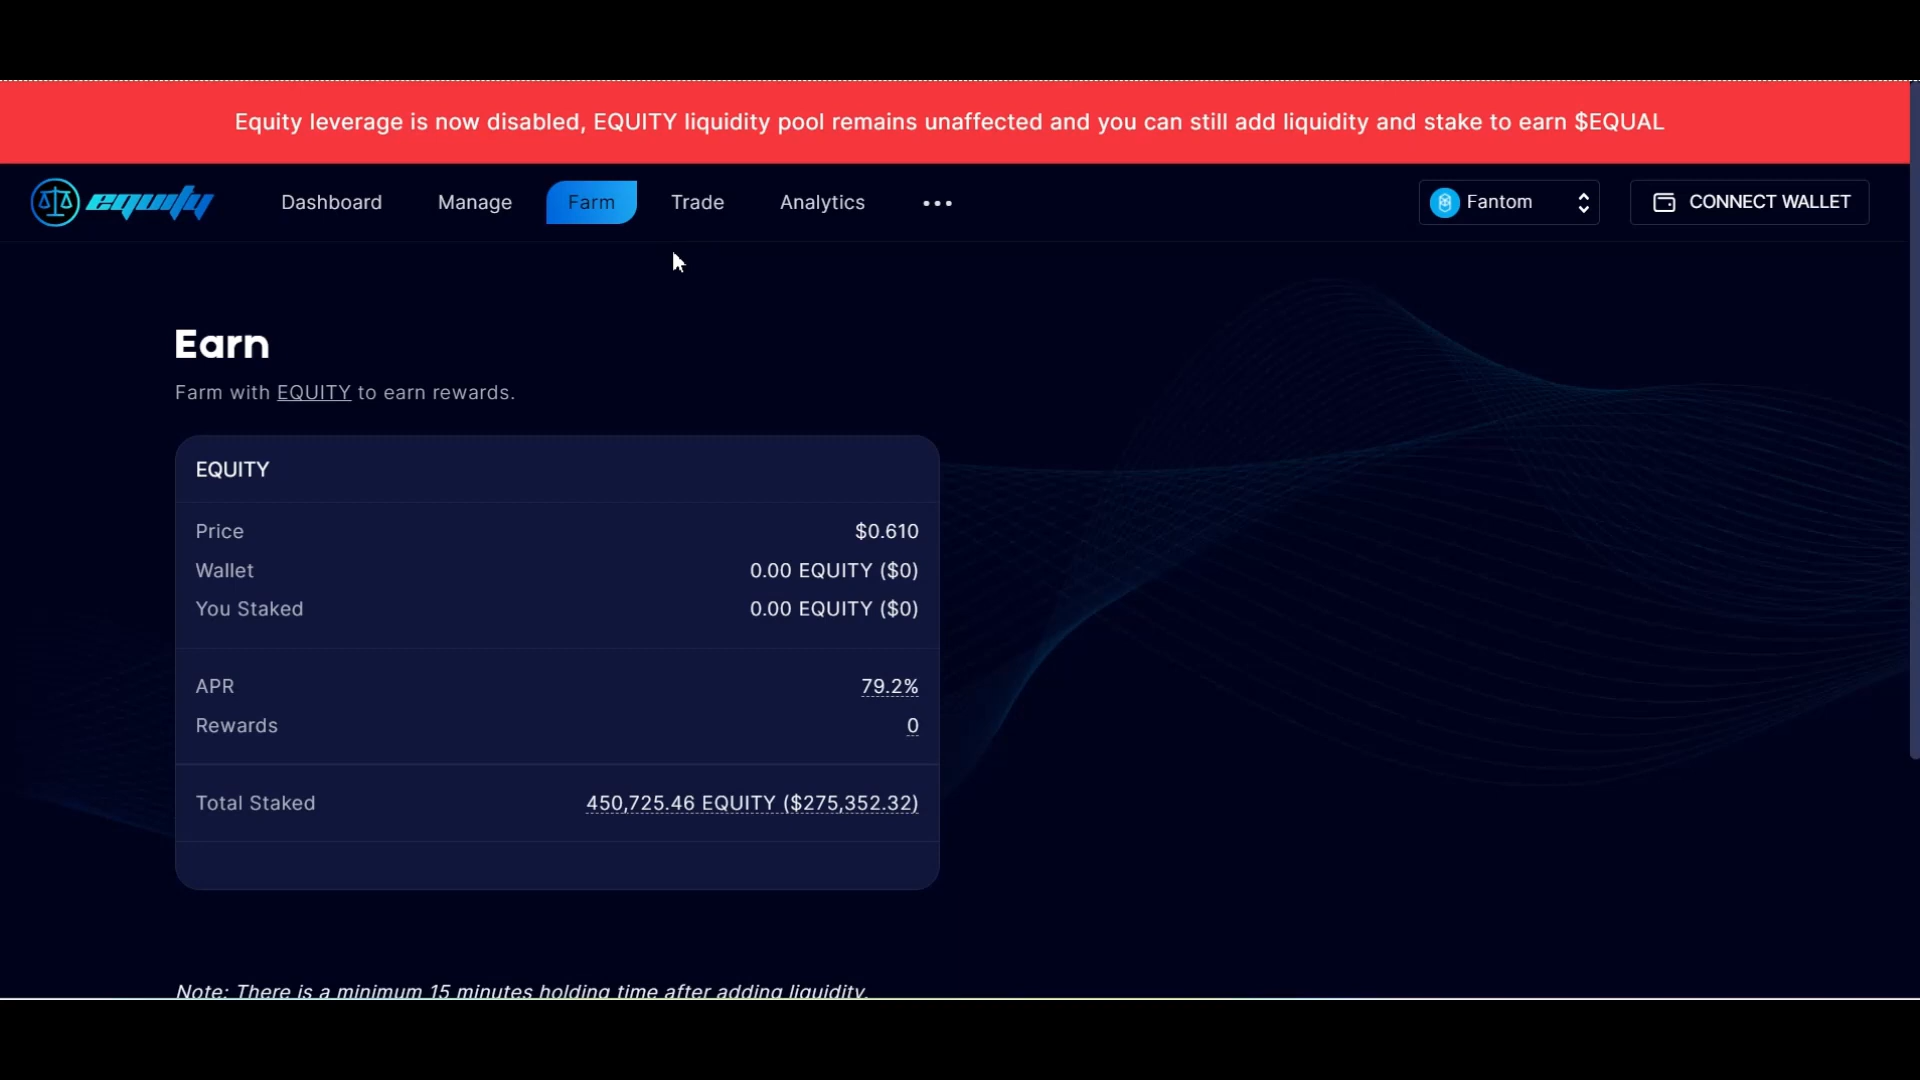 Equity leverage is now disabled, EQUITY liquidity pool remains unaffected and you can still add liquidity and stake to earn $EQUAL
equity Dashboard Manage Farm Trade Analytics ••• Fantom CONNECT WALLET
Earn
Farm with EQUITY to earn rewards.
EQUITY
Price $0.610
Wallet 0.00 EQUITY ($0)
You Staked 0.00 EQUITY ($0)
APR 79.2%
Rewards 0
Total Staked 450,725.46 EQUITY ($275,352.32)
Note: There is a minimum 15 minutes holding time after adding liquidity.